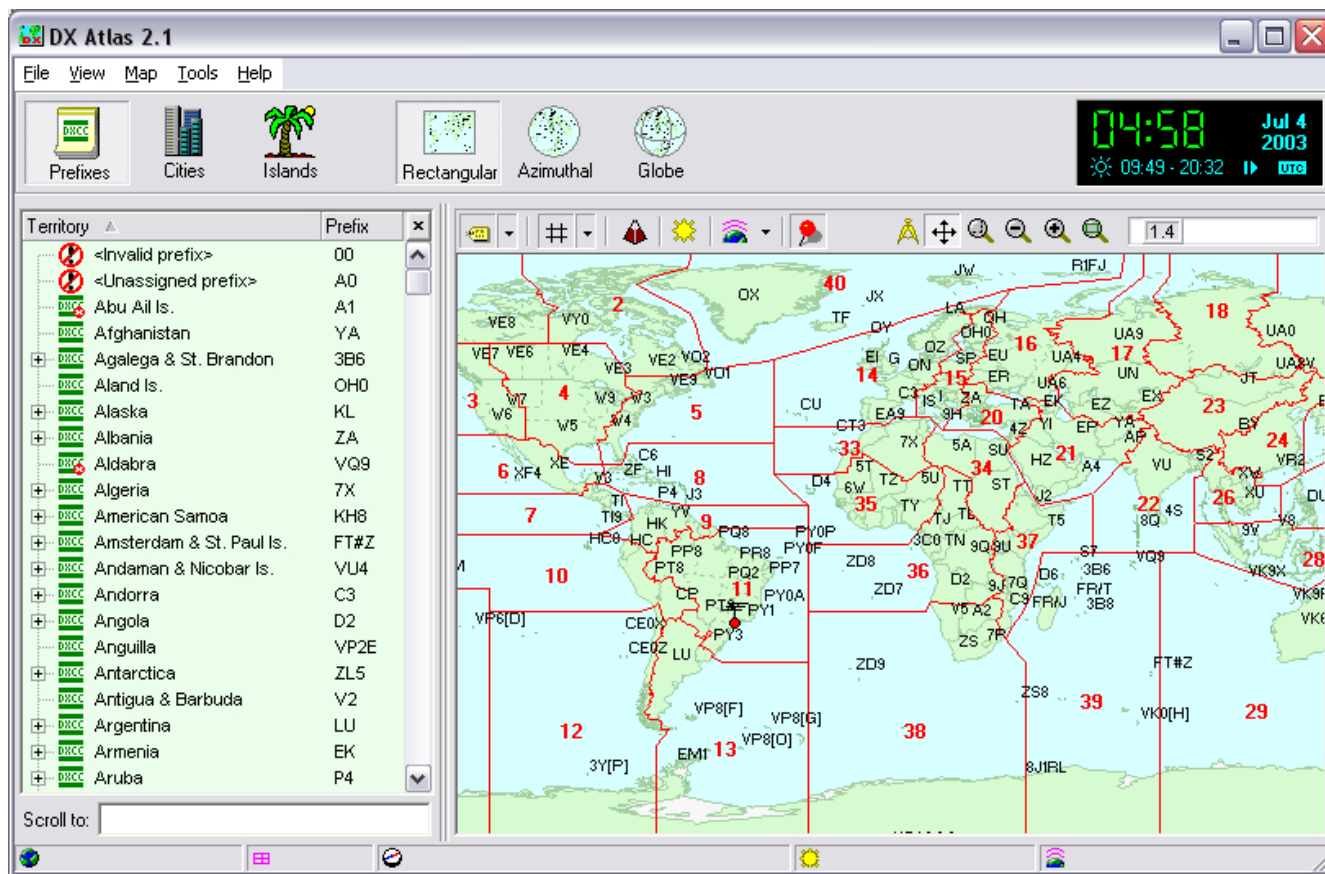 DX Atlas 2.1
File View Map Tools Help
Prefixes Cities Islands Rectangular Azimuthal Globe
04:58 Jul 4 2003
09:49 - 20:32 UTC
Territory Prefix
<Invalid prefix> 00
<Unassigned prefix> A0
Abu Ail Is. A1
Afghanistan YA
Agalega & St. Brandon 3B6
Aland Is. OH0
Alaska KL
Albania ZA
Aldabra VQ9
Algeria 7X
American Samoa KH8
Amsterdam & St. Paul Is. FT#Z
Andaman & Nicobar Is. VU4
Andorra C3
Angola D2
Anguilla VP2E
Antarctica ZL5
Antigua & Barbuda V2
Argentina LU
Armenia EK
Aruba P4
Scroll to:
1.4
JW R1FJ
2 OX 40 JX 18
VE8 VY0 TF OY LA OH OH0 16 UA9 UA0
VE7 VE6 VE4 VE3 VE2 VO2 VE9 VO1 EI G 14 ON OZ SP EU 15 ER UA4 17 UN JT
3 W7 W6 4 W9 W3 W5 W4 5 CU C3 EA9 CT3 IS I 9H ZA 20 TA UA6 EK EZ EX 23 BY 24
6 XF4 XE C6 ZF HI 8 33 7X 5A SU 4Z YI HZ 21 EP YA AP A4 VU S2 VR2
7 TI TI9 P4 J3 YV 9 D4 5T 6W 35 TZ 5U TY TT 34 ST J2 T5 22 8Q 4S 26 XU 9V V8
HC8 HC HK PQ8 PY0P PY0F 3C0 TN TJ 9Q 9U 37 S7 VQ9 28
10 PT8 PP8 PR8 PQ2 PP7 11 ZD8 ZD7 36 D2 9J 7Q C9 D6 3B6 FR/T FR/J 3B8 VK9X
VP6[D] CE0X CP PY0A PY1 V5 A2
CE0Z LU PY3 ZD9 ZS 7P FT#Z
12 VP8[F] VP8[G] VP8[O] 38 ZS8 39 VK0[H] 29
3Y[P] EM1 13 8J1RL